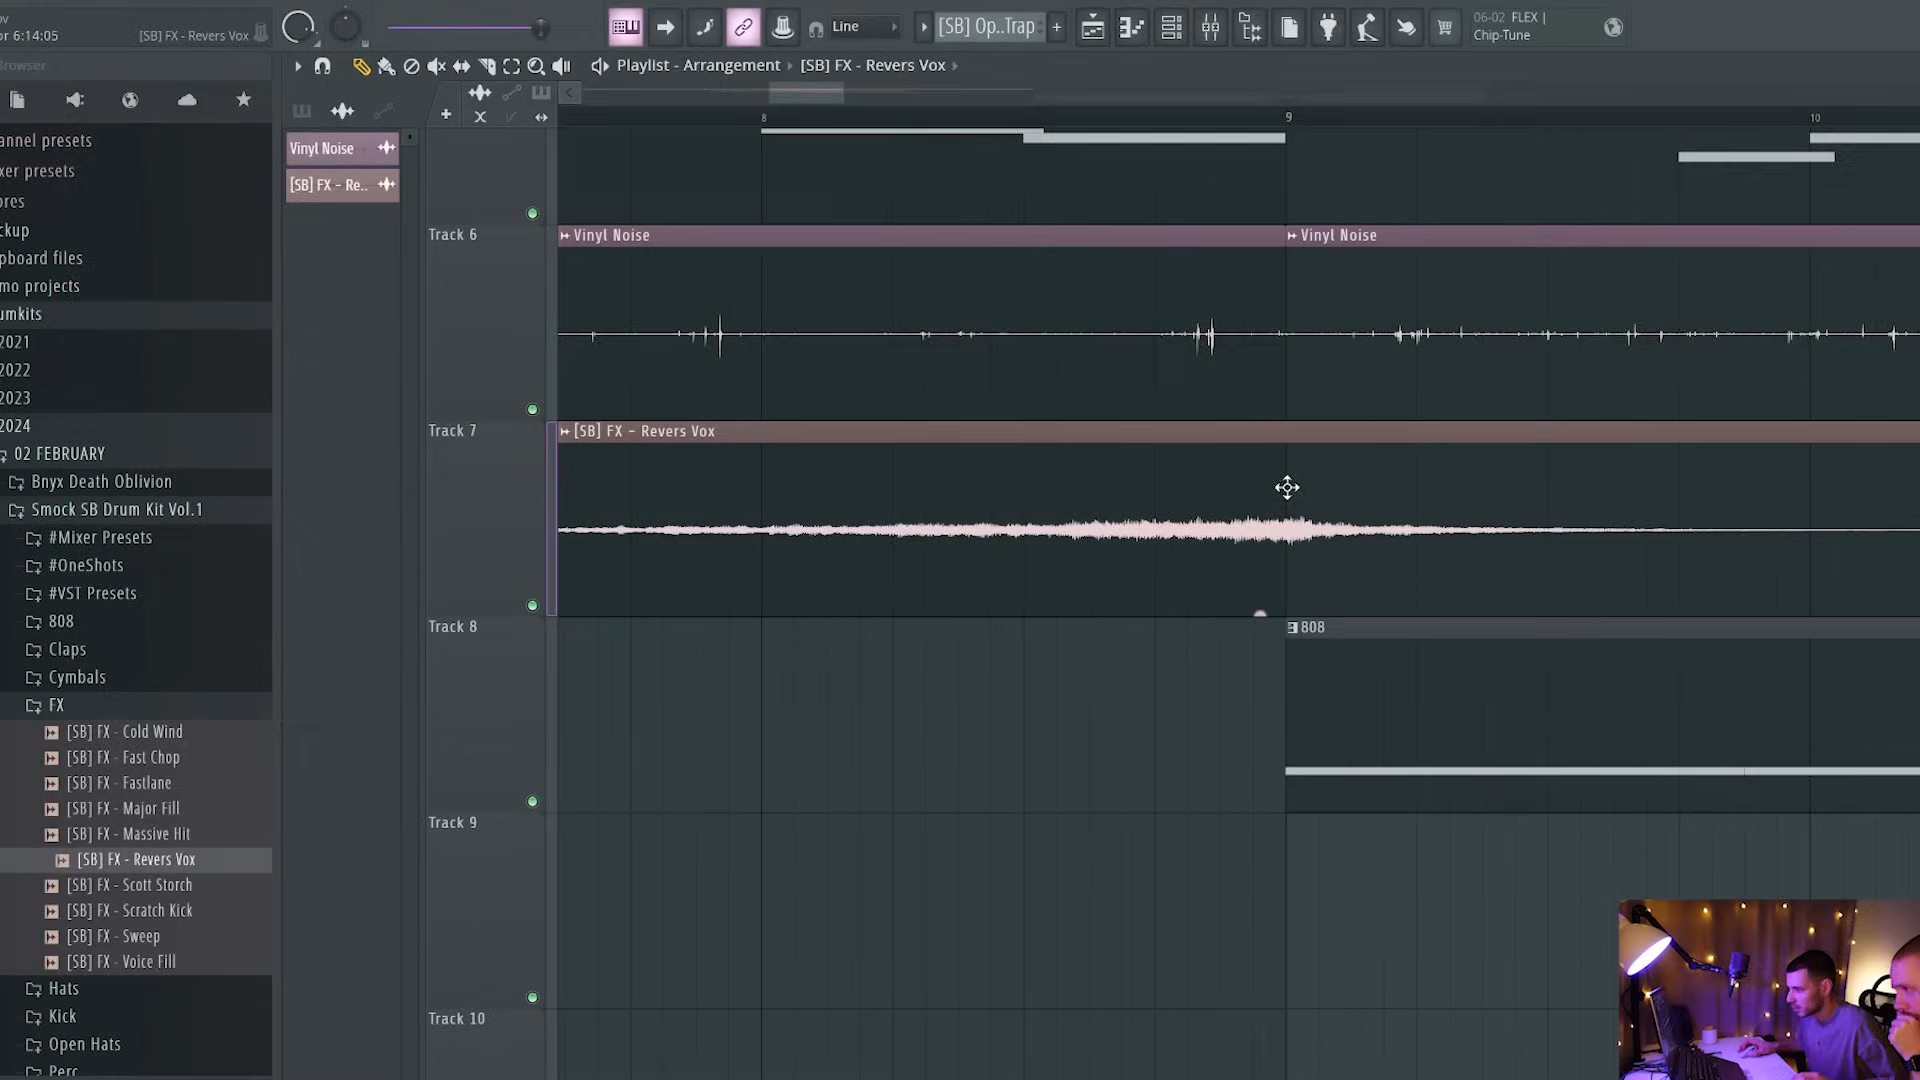 ov
or 6:14:05
[SB] FX - Revers Vox
Line
[SB] Op..Trap
06-02 FLEX |
Chip-Tune
Browser
Playlist - Arrangement › [SB] FX - Revers Vox ›
8
9
10
annel presets
xer presets
ores
ckup
pboard files
mo projects
umkits
2021
2022
2023
2024
02 FEBRUARY
Bnyx Death Oblivion
Smock SB Drum Kit Vol.1
#Mixer Presets
#OneShots
#VST Presets
808
Claps
Cymbals
FX
[SB] FX - Cold Wind
[SB] FX - Fast Chop
[SB] FX - Fastlane
[SB] FX - Major Fill
[SB] FX - Massive Hit
[SB] FX - Revers Vox
[SB] FX - Scott Storch
[SB] FX - Scratch Kick
[SB] FX - Sweep
[SB] FX - Voice Fill
Hats
Kick
Open Hats
Perc
Vinyl Noise
[SB] FX - Re..
Track 6
Vinyl Noise
Vinyl Noise
Track 7
[SB] FX - Revers Vox
Track 8
808
Track 9
Track 10